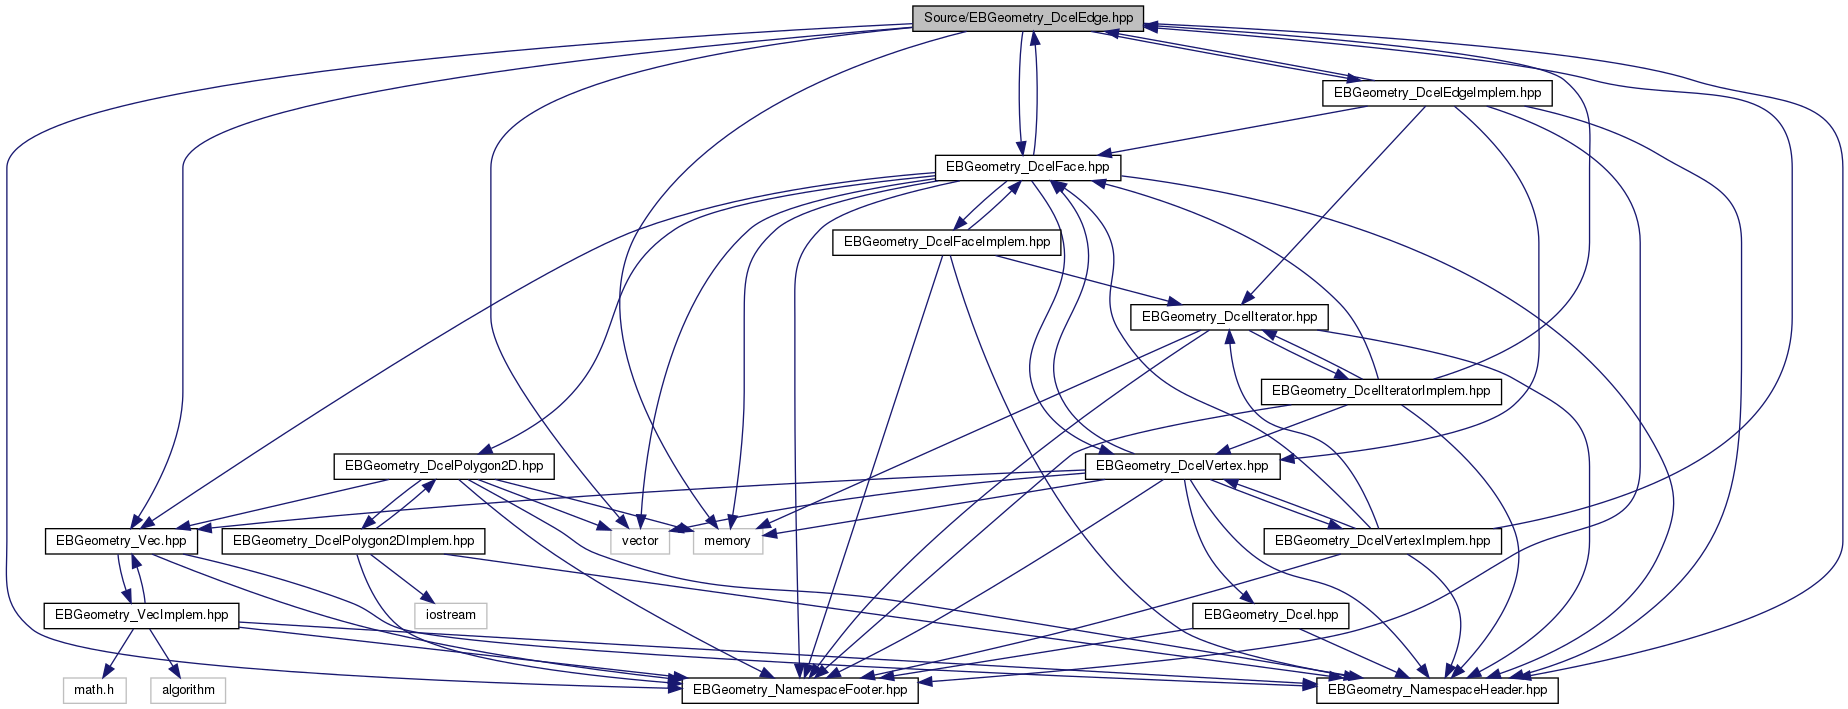 Source/EBGeometry_DcelEdge.hpp
EBGeometry_DcelEdgeImplem.hpp
EBGeometry_DcelFace.hpp
EBGeometry_DcelFaceImplem.hpp
EBGeometry_DcelIterator.hpp
EBGeometry_DcelIteratorImplem.hpp
EBGeometry_DcelPolygon2D.hpp
EBGeometry_DcelVertex.hpp
EBGeometry_Vec.hpp
EBGeometry_DcelPolygon2DImplem.hpp
vector
memory
EBGeometry_DcelVertexImplem.hpp
EBGeometry_VecImplem.hpp
iostream
EBGeometry_Dcel.hpp
math.h
algorithm
EBGeometry_NamespaceFooter.hpp
EBGeometry_NamespaceHeader.hpp